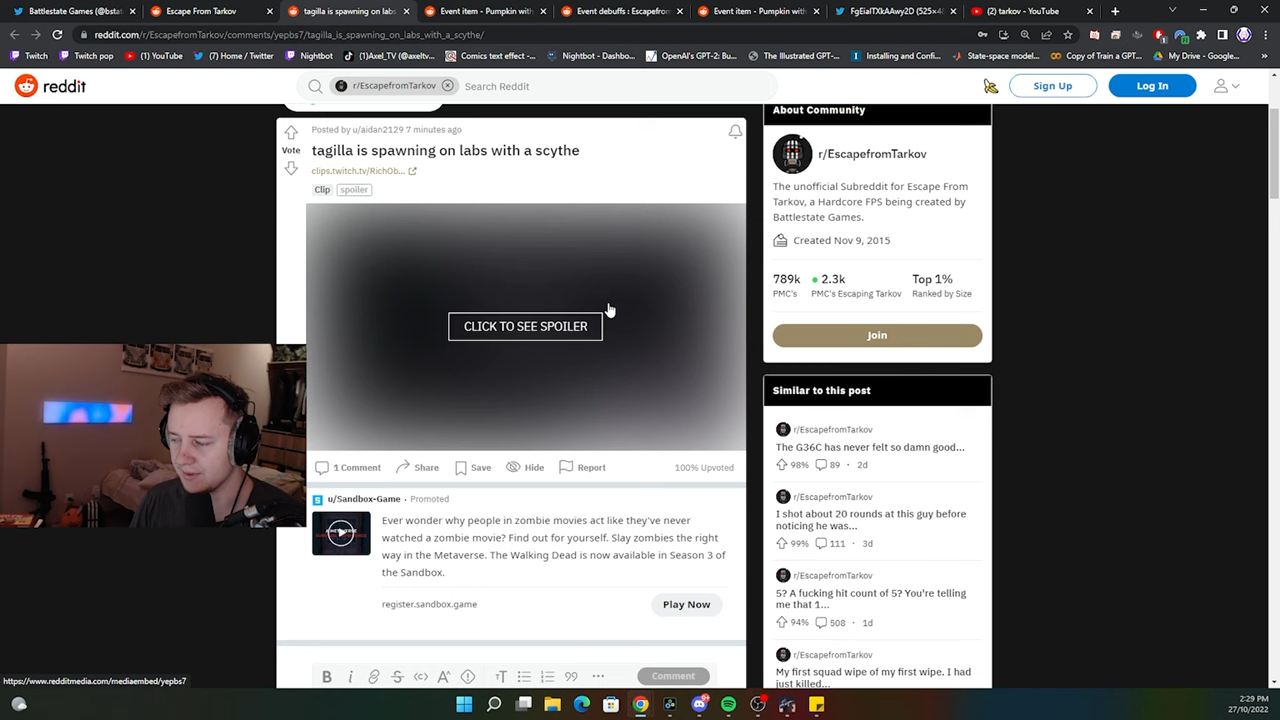 Battlestate Games (@bstat
Escape From Tarkov
tagilla is spawning on labs with
Event item - Pumpkin with
Event debuffs : Escapefrom
Event item - Pumpkin with
FgEialTXkAAwy2D (525×4
(2) tarkov - YouTube
reddit.com/r/EscapefromTarkov/comments/yepbs7/tagilla_is_spawning_on_labs_with_a_scythe/
Twitch
pop - Twitch
(1) YouTube
(7) Home / Twitter
Nightbot
(1) Axel_TV (@axeltv...
Comics text effect -...
Nightbot - Dashbo...
OpenAI's GPT-2: Bu...
The Illustrated GPT-...
Installing and Confi...
State-space model...
Copy of Train a GPT...
My Drive - Google...
reddit
r/EscapefromTarkov
Search Reddit
Sign Up
Log In
Posted by u/aidan2129 7 minutes ago
Vote
tagilla is spawning on labs with a scythe
clips.twitch.tv/RichOb...
Clip
spoiler
CLICK TO SEE SPOILER
1 Comment
Share
Save
Hide
Report
100% Upvoted
u/Sandbox-Game • Promoted
Ever wonder why people in zombie movies act like they've never
watched a zombie movie? Find out for yourself. Slay zombies the right
way in the Metaverse. The Walking Dead is now available in Season 3 of
the Sandbox.
register.sandbox.game
Play Now
Comment
About Community
r/EscapefromTarkov
The unofficial Subreddit for Escape From
Tarkov, a Hardcore FPS being created by
Battlestate Games.
Created Nov 9, 2015
789k
2.3k
Top 1%
PMC's
PMC's Escaping Tarkov
Ranked by Size
Join
Similar to this post
r/EscapefromTarkov
The G36C has never felt so damn good...
98% 89 · 2d
r/EscapefromTarkov
I shot about 20 rounds at this guy before
noticing he was...
99% 111 · 3d
r/EscapefromTarkov
5? A fucking hit count of 5? You're telling
me that 1...
94% 508 · 1d
r/EscapefromTarkov
My first squad wipe of my first wipe. I had
just killed...
https://www.redditmedia.com/mediaembed/yepbs7
2:29 PM
27/10/2022